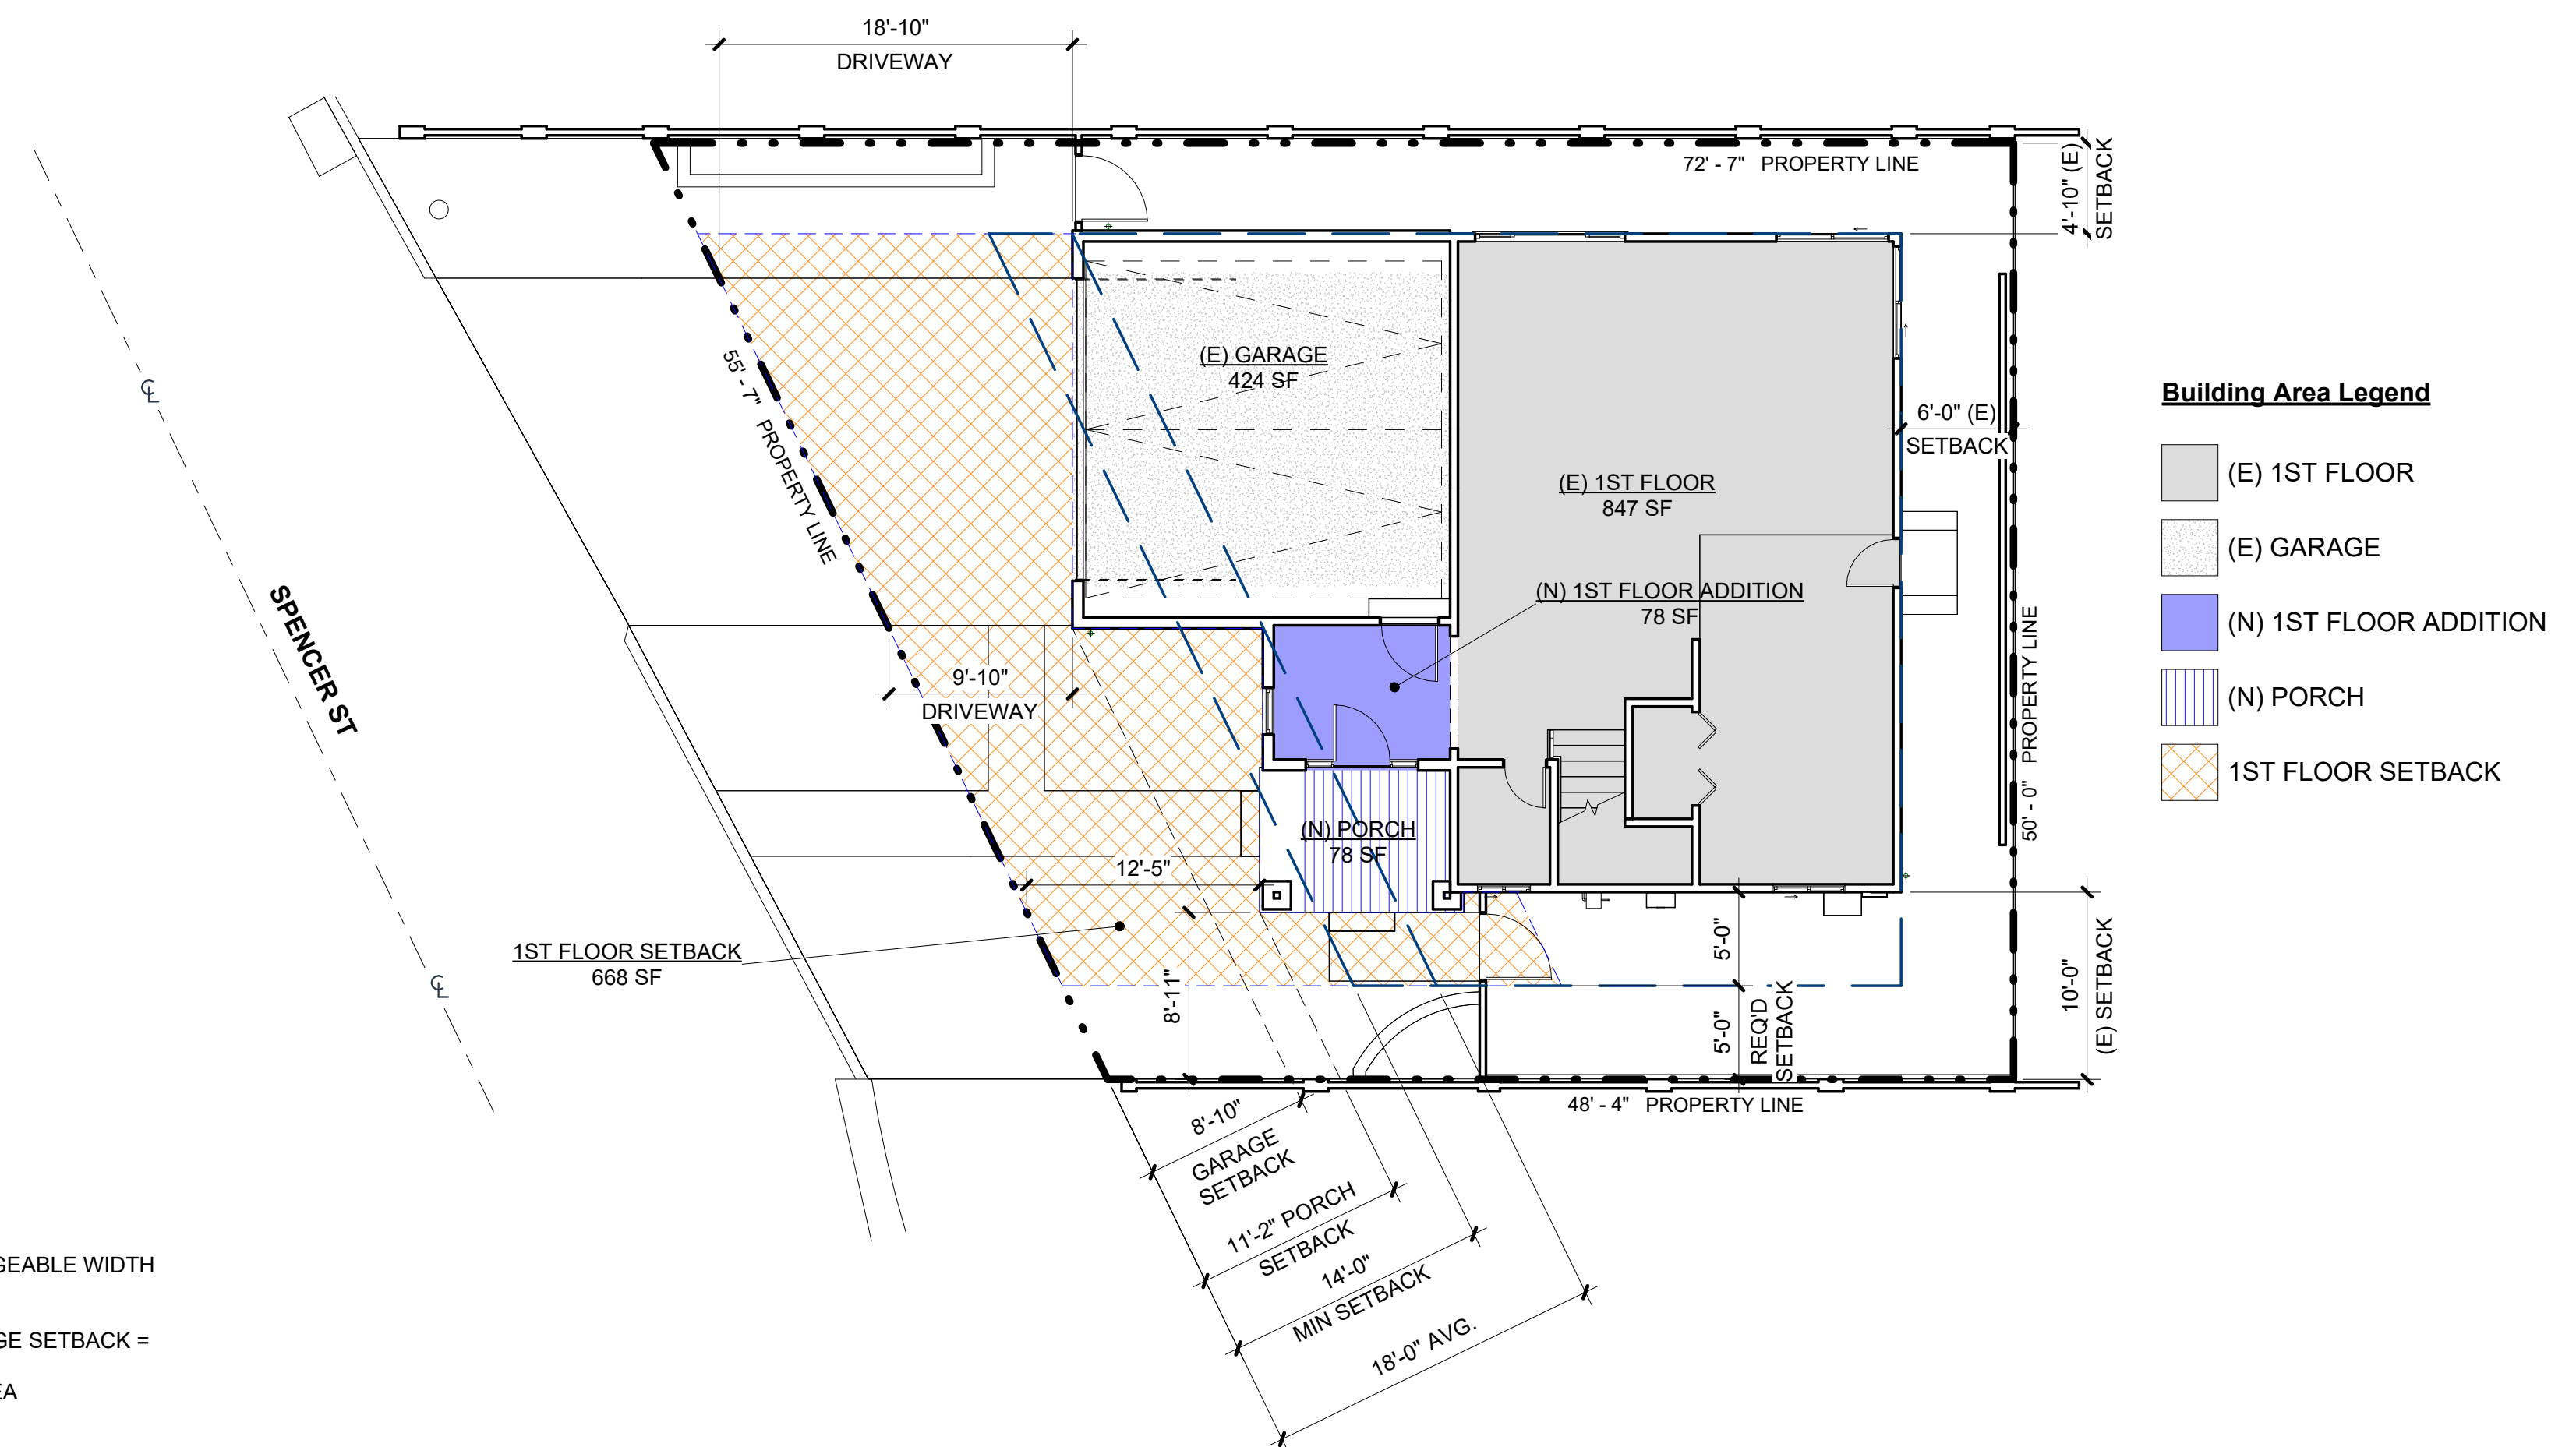 18'-10"
DRIVEWAY
72' - 7" PROPERTY LINE
4'-10" (E)
SETBACK
(E) GARAGE
424 SF
55' - 7" PROPERTY LINE
Building Area Legend
(E) 1ST FLOOR
(E) GARAGE
(N) 1ST FLOOR ADDITION
(N) PORCH
1ST FLOOR SETBACK
6'-0" (E)
SETBACK
(E) 1ST FLOOR
847 SF
(N) 1ST FLOOR ADDITION
78 SF
SPENCER ST
9'-10"
DRIVEWAY
50' - 0" PROPERTY LINE
(N) PORCH
78 SF
12'-5"
1ST FLOOR SETBACK
668 SF
8'-11"
5'-0"
5'-0"
REQ'D
SETBACK
10'-0"
(E) SETBACK
48' - 4" PROPERTY LINE
8'-10"
GARAGE
SETBACK
11'-2" PORCH
SETBACK
14'-0"
MIN SETBACK
18'-0" AVG.
GEABLE WIDTH
GE SETBACK =
EA